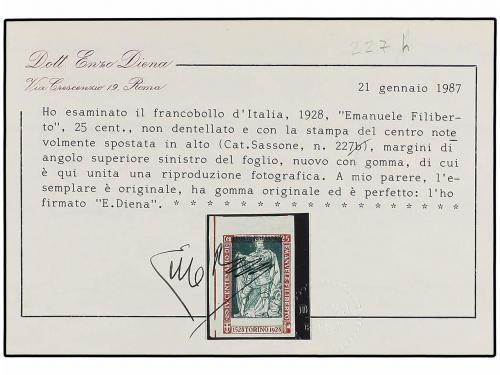 227 h
Dott Enzo Diena
Via Crescenzio 19, Roma
21 gennaio 1987
Ho esaminato il francobollo d'Italia, 1928, "Emanuele Filiber-
to", 25 cent., non dentellato e con la stampa del centro note
volmente spostata in alto (Cat.Sassone, n. 227b), margini di
angolo superiore sinistro del foglio, nuovo con gomma, di cui
è qui unita una riproduzione fotografica. A mio parere, l'e-
semplare è originale, ha gomma originale ed è perfetto: l'ho
firmato "E.Diena". * * * * * * * * * * * * * * * * *
25
EMANUELE FILIBERTO
1528 TORINO 1928